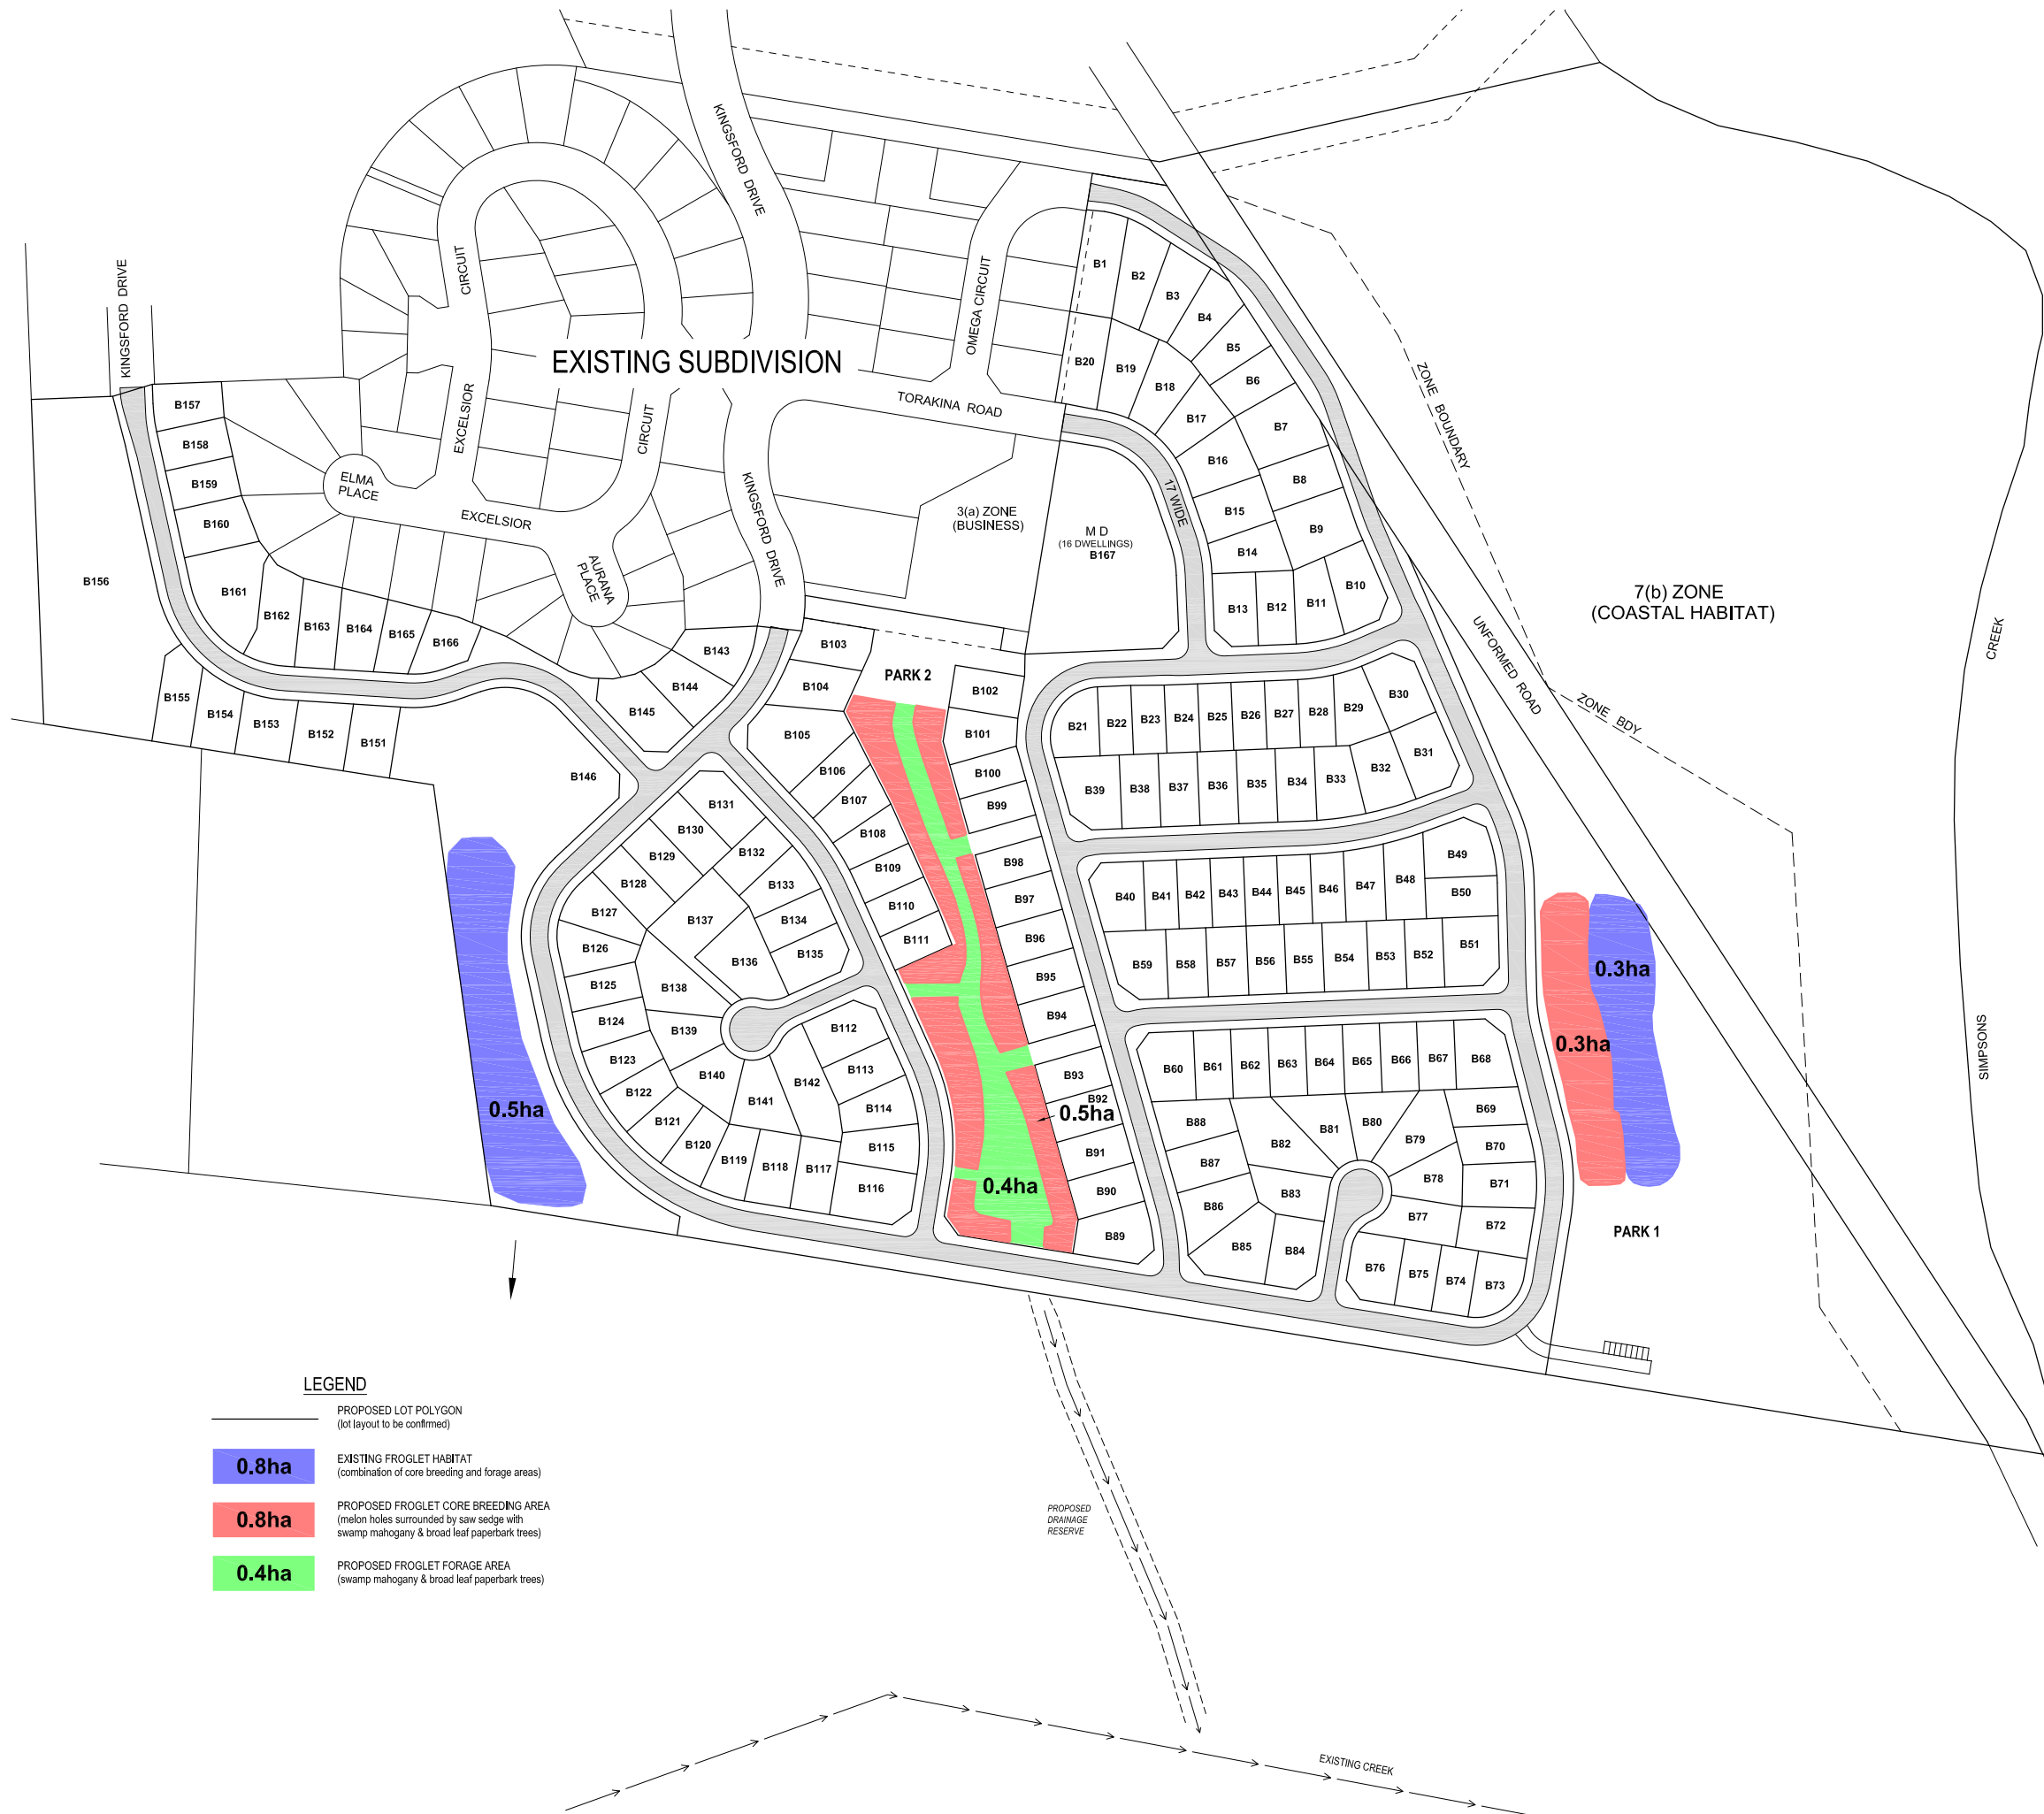 KINGSFORD DRIVE
KINGSFORD DRIVE
CIRCUIT
OMEGA CIRCUIT
EXISTING SUBDIVISION
EXCELSIOR
CIRCUIT
TORAKINA ROAD
ELMA
PLACE
EXCELSIOR
AURANA
PLACE
KINGSFORD DRIVE
3(a) ZONE
(BUSINESS)
M D
(16 DWELLINGS)
B167
17 WIDE
ZONE BOUNDARY
7(b) ZONE
(COASTAL HABITAT)
UNFORMED ROAD
ZONE BDY
CREEK
SIMPSONS
PARK 2
PARK 1
B1
B2
B3
B4
B5
B6
B7
B8
B9
B10
B11
B12
B13
B14
B15
B16
B17
B18
B19
B20
B21
B22
B23
B24
B25
B26
B27
B28
B29
B30
B31
B32
B33
B34
B35
B36
B37
B38
B39
B40
B41
B42
B43
B44
B45
B46
B47
B48
B49
B50
B51
B52
B53
B54
B55
B56
B57
B58
B59
B60
B61
B62
B63
B64
B65
B66
B67
B68
B69
B70
B71
B72
B73
B74
B75
B76
B77
B78
B79
B80
B81
B82
B83
B84
B85
B86
B87
B88
B89
B90
B91
B92
B93
B94
B95
B96
B97
B98
B99
B100
B101
B102
B103
B104
B105
B106
B107
B108
B109
B110
B111
B112
B113
B114
B115
B116
B117
B118
B119
B120
B121
B122
B123
B124
B125
B126
B127
B128
B129
B130
B131
B132
B133
B134
B135
B136
B137
B138
B139
B140
B141
B142
B143
B144
B145
B146
B151
B152
B153
B154
B155
B156
B157
B158
B159
B160
B161
B162
B163
B164
B165
B166
0.5ha
0.5ha
0.4ha
0.3ha
0.3ha
LEGEND
PROPOSED LOT POLYGON
(lot layout to be confirmed)
0.8ha
EXISTING FROGLET HABITAT
(combination of core breeding and forage areas)
0.8ha
PROPOSED FROGLET CORE BREEDING AREA
(melon holes surrounded by saw sedge with
swamp mahogany & broad leaf paperbark trees)
0.4ha
PROPOSED FROGLET FORAGE AREA
(swamp mahogany & broad leaf paperbark trees)
PROPOSED
DRAINAGE
RESERVE
EXISTING CREEK